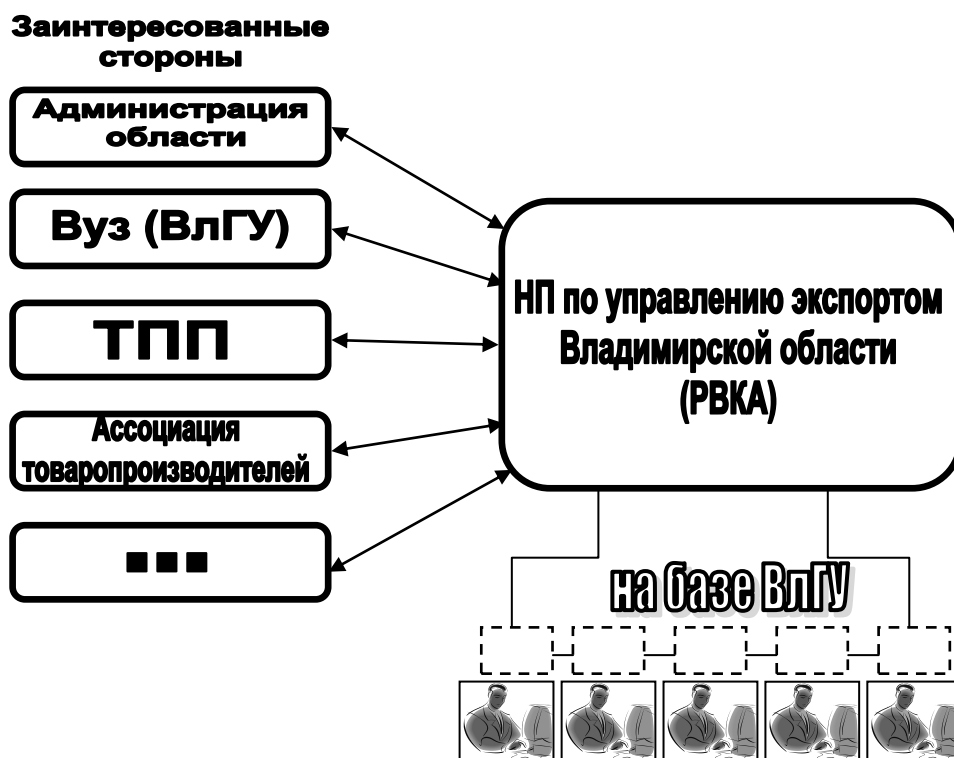 Заинтересованные
стороны
Администрация
области
Вуз (ВлГУ)
ТПП
Ассоциация
товаропроизводителей
...
НП по управлению экспортом
Владимирской области
(РВКА)
на базе ВлГУ